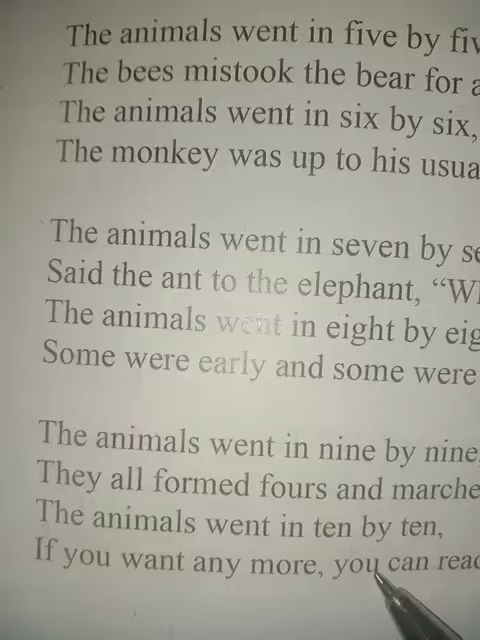 The animals went in five by fiv
The bees mistook the bear for a
The animals went in six by six,
The monkey was up to his usua
The animals went in seven by se
Said the ant to the elephant, “Wh
The animals went in eight by eig
Some were early and some were
The animals went in nine by nine
They all formed fours and marche
The animals went in ten by ten,
If you want any more, you can read